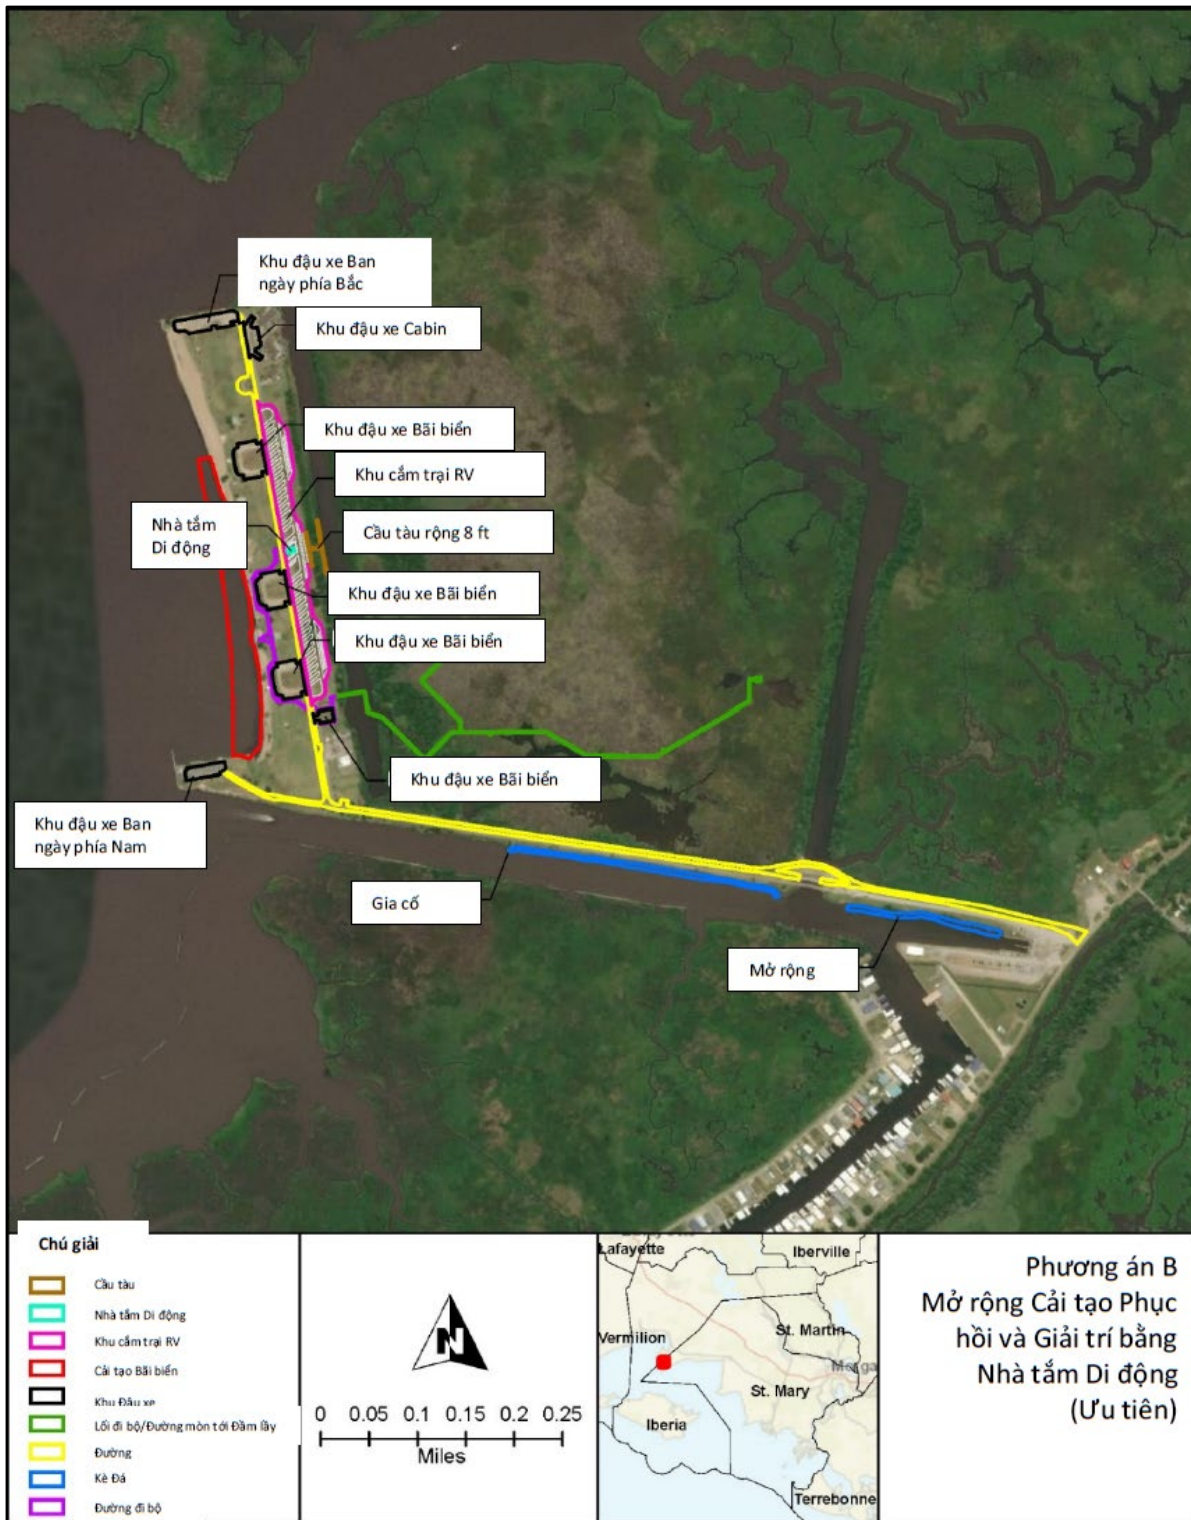 Khu đậu xe Ban
ngày phía Bắc
Khu đậu xe Cabin
Khu đậu xe Bãi biển
Khu cắm trại RV
Nhà tắm
Di động
Cầu tàu rộng 8 ft
Khu đậu xe Bãi biển
Khu đậu xe Bãi biển
Khu đậu xe Bãi biển
Khu đậu xe Ban
ngày phía Nam
Gia cố
Mở rộng
Chú giải
Cầu tàu
Nhà tắm Di động
Khu cắm trại RV
Cải tạo Bãi biển
Khu Đậu xe
Lối đi bộ/Đường mòn tới Đầm lầy
Đường
Kè Đá
Đường đi bộ
N
0 0.05 0.1 0.15 0.2 0.25
Miles
Lafayette
Iberville
Vermilion
St. Martin
Morga
St. Mary
Iberia
Terrebonne
Phương án B
Mở rộng Cải tạo Phục
hồi và Giải trí bằng
Nhà tắm Di động
(Ưu tiên)